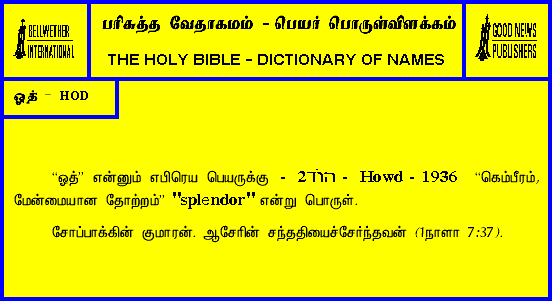 BELLWETHER
INTERNATIONAL
பரிசுத்த வேதாகமம் - பெயர் பொருள்விளக்கம்
THE HOLY BIBLE - DICTIONARY OF NAMES
GOOD NEWS
PUBLISHERS
ஓத் - HOD
“ஓத்” என்னும் எபிரெய பெயருக்கு - 2הוֹד - Howd - 1936 “கெம்பீரம்,
மேன்மையான தோற்றம்” "splendor" என்று பொருள்.
சோப்பாக்கின் குமாரன். ஆசேரின் சந்ததியைச்சேர்ந்தவன் (1நாளா 7:37).